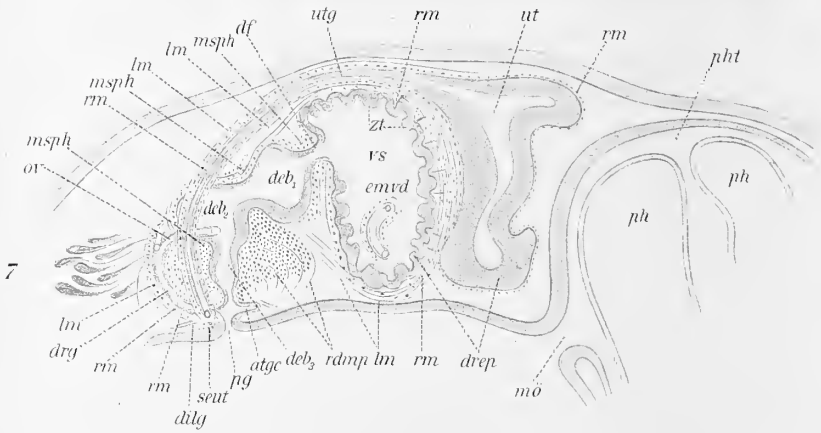 df utg rm ut
msph
lm
rm
msph
lm
pht
rm
msph
ov
zt
vs
emvd
deb1
deb2
ph
ph
7
lm
drg
rm
rm
dilg
seut
pg
atgc
deb3
rdmp
lm
rm
drep
mo